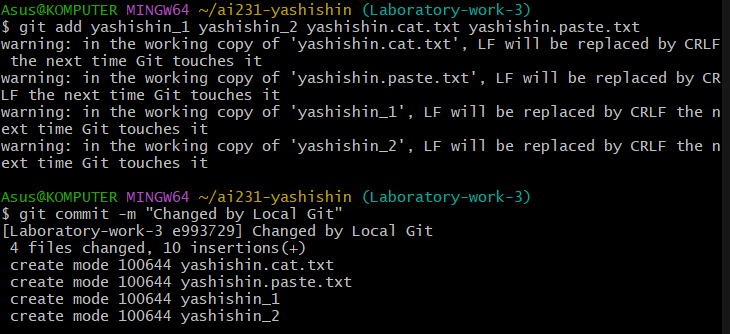 Asus@KOMPUTER MINGW64 ~/ai231-yashishin (Laboratory-work-3)
$ git add yashishin_1 yashishin_2 yashishin.cat.txt yashishin.paste.txt
warning: in the working copy of 'yashishin.cat.txt', LF will be replaced by CRLF
 the next time Git touches it
warning: in the working copy of 'yashishin.paste.txt', LF will be replaced by CR
LF the next time Git touches it
warning: in the working copy of 'yashishin_1', LF will be replaced by CRLF the n
ext time Git touches it
warning: in the working copy of 'yashishin_2', LF will be replaced by CRLF the n
ext time Git touches it
Asus@KOMPUTER MINGW64 ~/ai231-yashishin (Laboratory-work-3)
$ git commit -m "Changed by Local Git"
[Laboratory-work-3 e993729] Changed by Local Git
 4 files changed, 10 insertions(+)
 create mode 100644 yashishin.cat.txt
 create mode 100644 yashishin.paste.txt
 create mode 100644 yashishin_1
 create mode 100644 yashishin_2